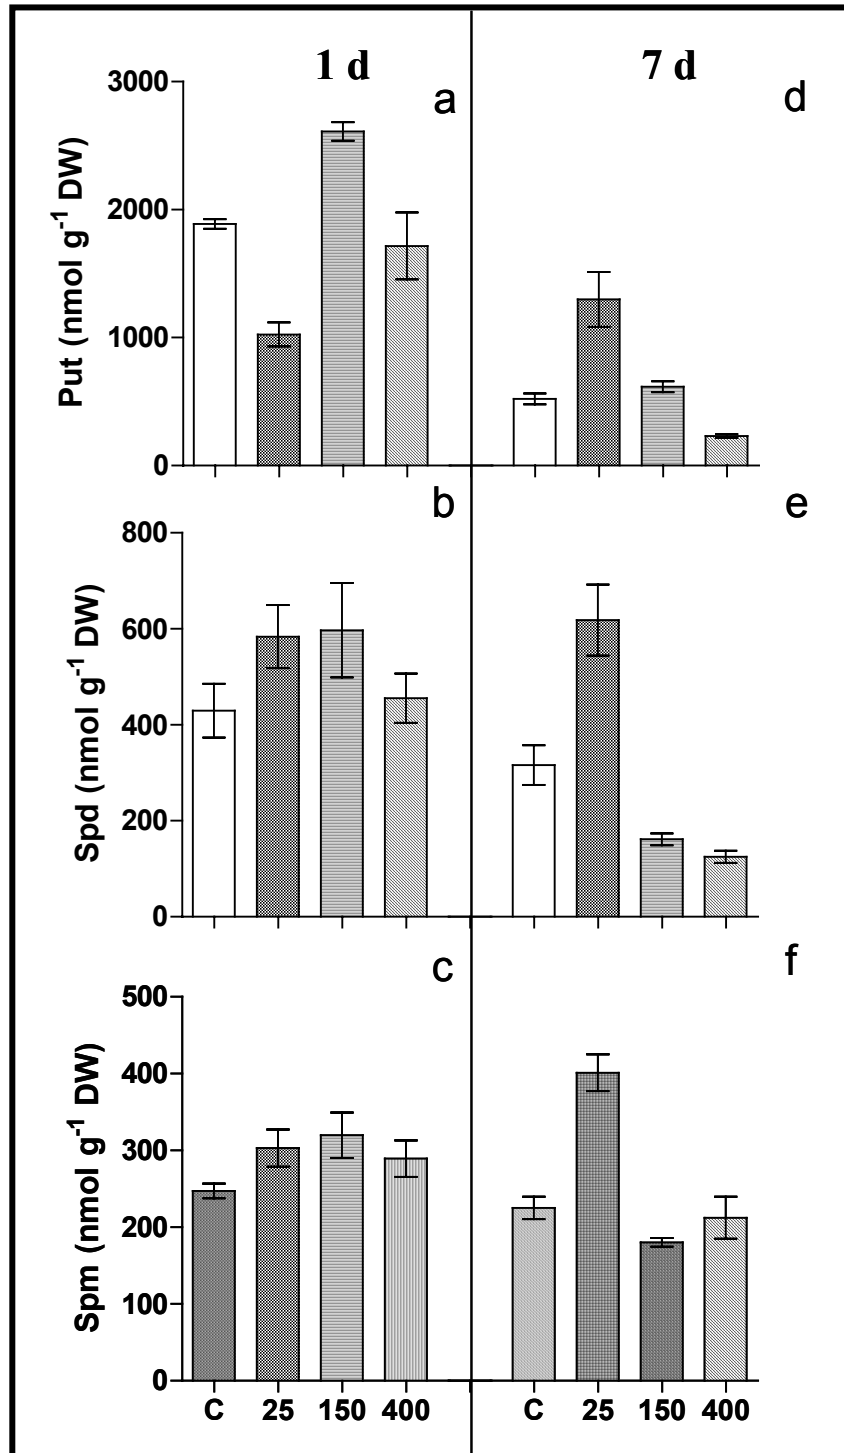 1 d
7 d
a
d
3000
2000
1000
0
Put (nmol g-1 DW)
b
e
800
600
400
200
0
Spd (nmol g-1 DW)
c
f
500
400
300
200
100
0
Spm (nmol g-1 DW)
C 25 150 400
C 25 150 400